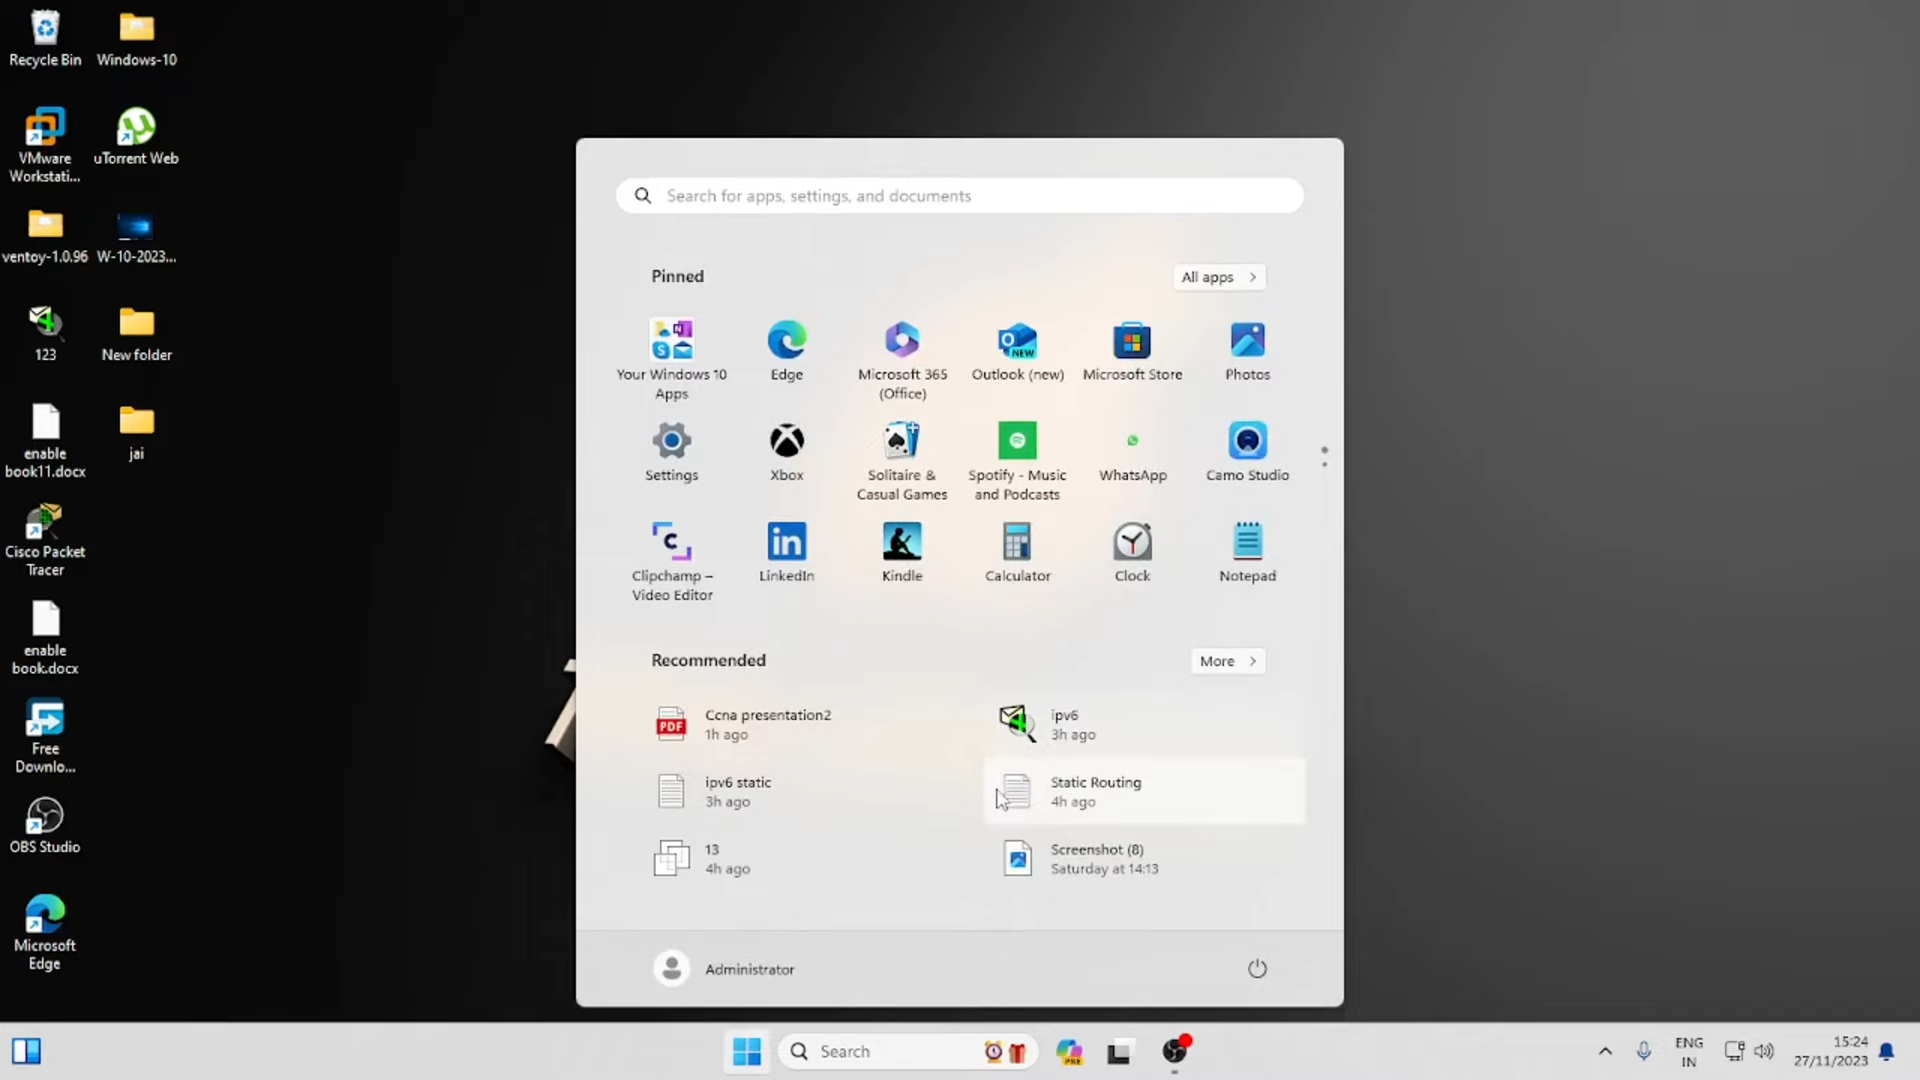 Recycle Bin
Windows-10
VMware
Workstati...
uTorrent Web
ventoy-1.0.96
W-10-2023...
123
New folder
enable
book11.docx
jai
Cisco Packet
Tracer
enable
book.docx
Free
Downlo...
OBS Studio
Microsoft
Edge
Search for apps, settings, and documents
Pinned
All apps
Your Windows 10
Apps
Edge
Microsoft 365
(Office)
NEW
Outlook (new)
Microsoft Store
Photos
Settings
Xbox
Solitaire &
Casual Games
Spotify - Music
and Podcasts
WhatsApp
Camo Studio
Clipchamp –
Video Editor
in
LinkedIn
Kindle
Calculator
Clock
Notepad
Recommended
More
PDF
Ccna presentation2
1h ago
ipv6
3h ago
ipv6 static
3h ago
Static Routing
4h ago
13
4h ago
Screenshot (8)
Saturday at 14:13
Administrator
Search
PRE
ENG
IN
15:24
27/11/2023